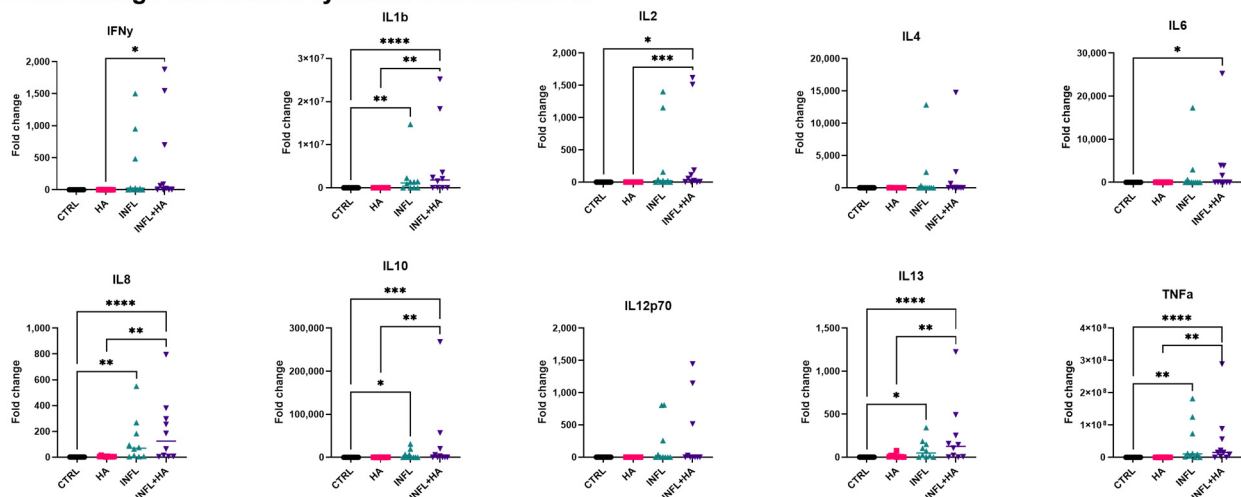 IFNy
Fold change
2,000
1,500
1,000
500
0
*
CTRL
HA
INFL
INFL+HA
IL1b
Fold change
3×10⁷
2×10⁷
1×10⁷
0
****
**
**
CTRL
HA
INFL
INFL+HA
IL2
Fold change
2,000
1,500
1,000
500
0
*
***
CTRL
HA
INFL
INFL+HA
IL4
Fold change
20,000
15,000
10,000
5,000
0
CTRL
HA
INFL
INFL+HA
IL6
Fold change
30,000
20,000
10,000
0
*
CTRL
HA
INFL
INFL+HA
IL8
Fold change
1,000
800
600
400
200
0
****
**
**
CTRL
HA
INFL
INFL+HA
IL10
Fold change
300,000
200,000
100,000
0
***
**
*
CTRL
HA
INFL
INFL+HA
IL12p70
Fold change
2,000
1,500
1,000
500
0
CTRL
HA
INFL
INFL+HA
IL13
Fold change
1,500
1,000
500
0
****
**
*
CTRL
HA
INFL
INFL+HA
TNFa
Fold change
4×10⁸
3×10⁸
2×10⁸
1×10⁸
0
****
**
**
CTRL
HA
INFL
INFL+HA